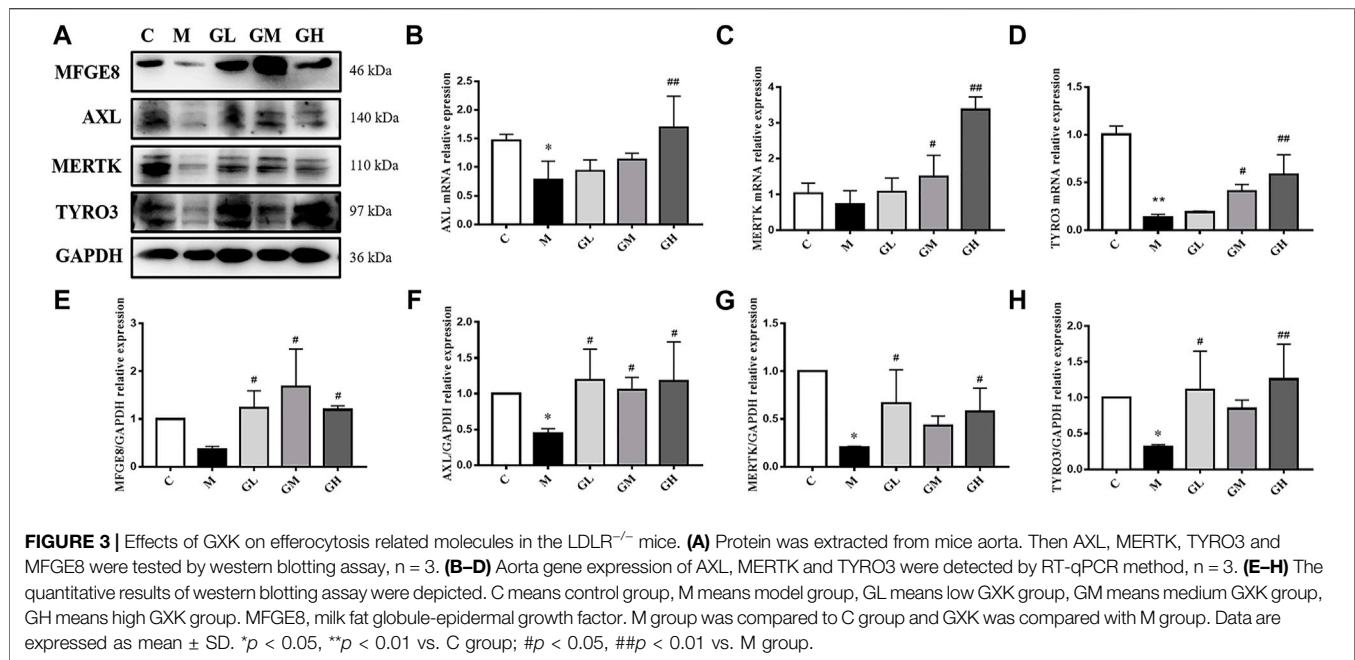 A
C M GL GM GH
MFGE8 46 kDa
AXL 140 kDa
MERTK 110 kDa
TYRO3 97 kDa
GAPDH 36 kDa
B
AXL mRNA relative expression
2.5
2.0
1.5
1.0
0.5
0.0
*
##
C M GL GM GH
C
MERTK mRNA relative expression
4
3
2
1
0
#
##
C M GL GM GH
D
TYRO3 mRNA relative expression
1.5
1.0
0.5
0.0
**
#
##
C M GL GM GH
E
MFGE8/GAPDH relative expression
3
2
1
0
#
#
#
C M GL GM GH
F
AXL/GAPDH relative expression
2.0
1.5
1.0
0.5
0.0
*
#
#
#
C M GL GM GH
G
MERTK/GAPDH relative expression
1.5
1.0
0.5
0.0
*
#
#
C M GL GM GH
H
TYRO3/GAPDH relative expression
2.0
1.5
1.0
0.5
0.0
*
#
##
C M GL GM GH
FIGURE 3 | Effects of GXK on efferocytosis related molecules in the LDLR−/− mice. (A) Protein was extracted from mice aorta. Then AXL, MERTK, TYRO3 and
MFGE8 were tested by western blotting assay, n = 3. (B–D) Aorta gene expression of AXL, MERTK and TYRO3 were detected by RT-qPCR method, n = 3. (E–H) The
quantitative results of western blotting assay were depicted. C means control group, M means model group, GL means low GXK group, GM means medium GXK group,
GH means high GXK group. MFGE8, milk fat globule-epidermal growth factor. M group was compared to C group and GXK was compared with M group. Data are
expressed as mean ± SD. *p < 0.05, **p < 0.01 vs. C group; #p < 0.05, ##p < 0.01 vs. M group.